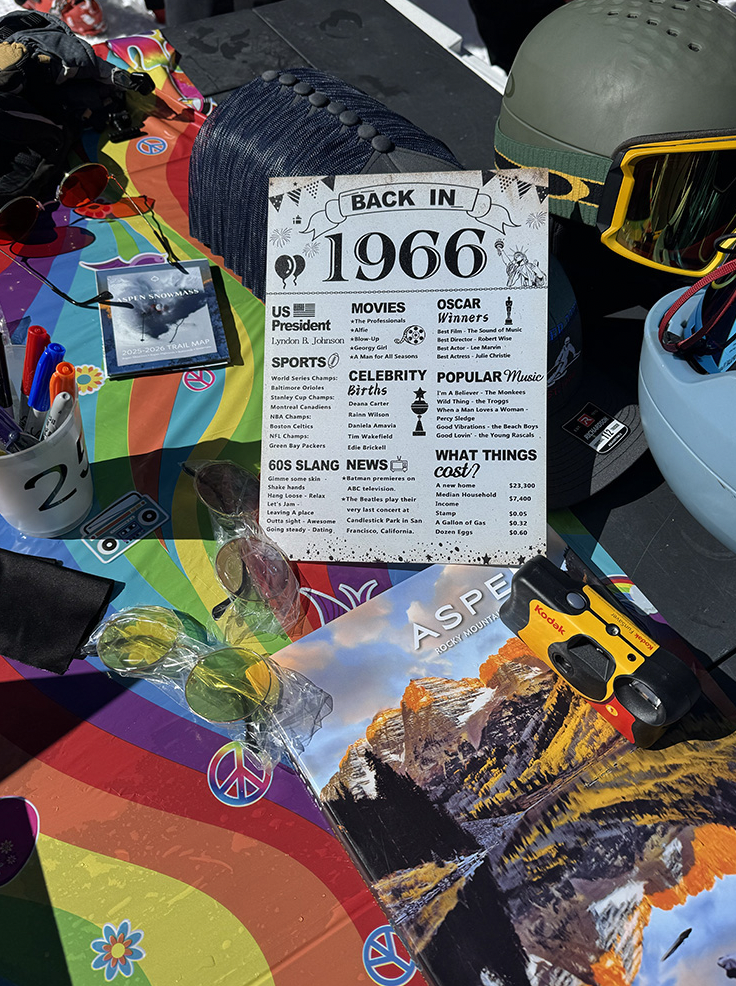 BACK IN
1966
US
President
Lyndon B. Johnson
SPORTS
World Series Champs:
Baltimore Orioles
Stanley Cup Champs:
Montreal Canadiens
NBA Champs:
Boston Celtics
NFL Champs:
Green Bay Packers
60S SLANG
Gimme some skin -
Shake hands
Hang Loose - Relax
Let's Jam -
Leaving A place
Outta sight - Awesome
Going steady - Dating
MOVIES
★The Professionals
★Alfie
★Blow-Up
★Georgy Girl
★A Man for All Seasons
CELEBRITY
Births
Deana Carter
Rainn Wilson
Daniela Amavia
Tim Wakefield
Edie Brickell
NEWS
★Batman premieres on
ABC television.
★The Beatles play their
very last concert at
Candlestick Park in San
Francisco, California.
OSCAR
Winners
Best Film - The Sound of Music
Best Director - Robert Wise
Best Actor - Lee Marvin
Best Actress - Julie Christie
POPULAR Music
I'm A Believer - The Monkees
Wild Thing - the Troggs
When a Man Loves a Woman -
Percy Sledge
Good Vibrations - the Beach Boys
Good Lovin' - the Young Rascals
WHAT THINGS
cost?
A new home $23,300
Median Household $7,400
Income
Stamp $0.05
A Gallon of Gas $0.32
Dozen Eggs $0.60
ASPEN SNOWMASS
2025-2026 TRAIL MAP
RICHARDSON
112
2
ASPE
ROCKY MOUNTA
Kodak
Kodak FunSaver